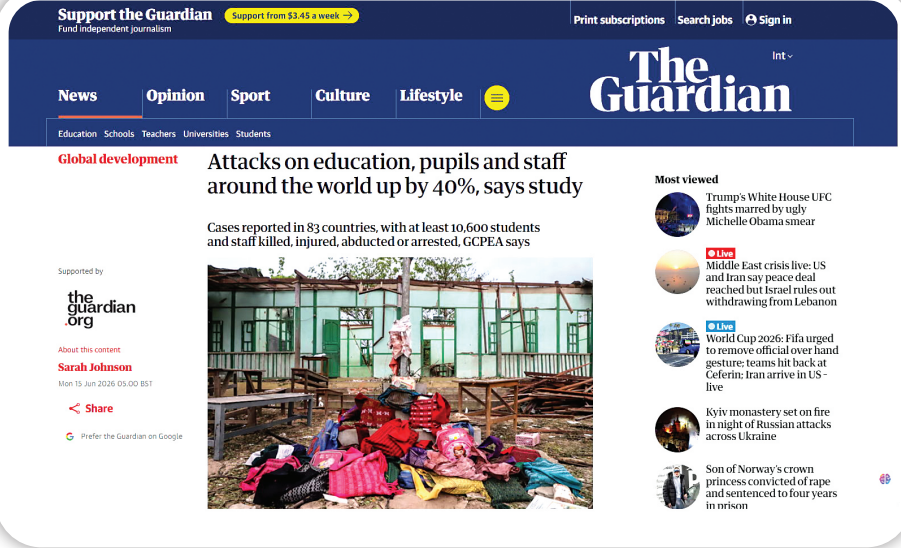 Support the Guardian
Fund independent journalism
Support from $3.45 a week →
Print subscriptions
Search jobs
Sign in
Int
The
Guardian
News
Opinion
Sport
Culture
Lifestyle
Education Schools Teachers Universities Students
Global development
Attacks on education, pupils and staff
around the world up by 40%, says study
Cases reported in 83 countries, with at least 10,600 students
and staff killed, injured, abducted or arrested, GCPEA says
Supported by
the
guardian
.org
About this content
Sarah Johnson
Mon 15 Jun 2026 05.00 BST
Share
Prefer the Guardian on Google
Most viewed
Trump's White House UFC
fights marred by ugly
Michelle Obama smear
Live
Middle East crisis live: US
and Iran say peace deal
reached but Israel rules out
withdrawing from Lebanon
Live
World Cup 2026: Fifa urged
to remove official over hand
gesture; teams hit back at
Ceferin; Iran arrive in US –
live
Kyiv monastery set on fire
in night of Russian attacks
across Ukraine
Son of Norway's crown
princess convicted of rape
and sentenced to four years
in prison